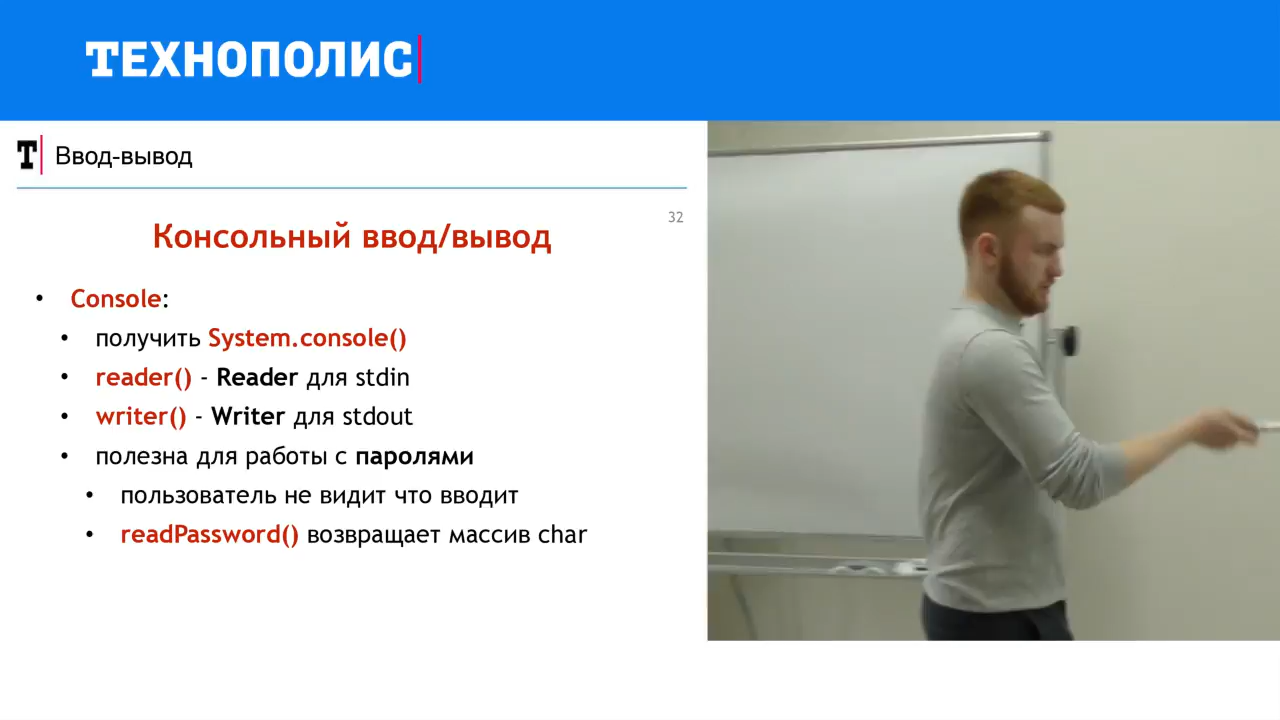 ТЕХНОПОЛИС
Т Ввод-вывод
32
Консольный ввод/вывод
• Console:
• получить System.console()
• reader() - Reader для stdin
• writer() - Writer для stdout
• полезна для работы с паролями
• пользователь не видит что вводит
• readPassword() возвращает массив char